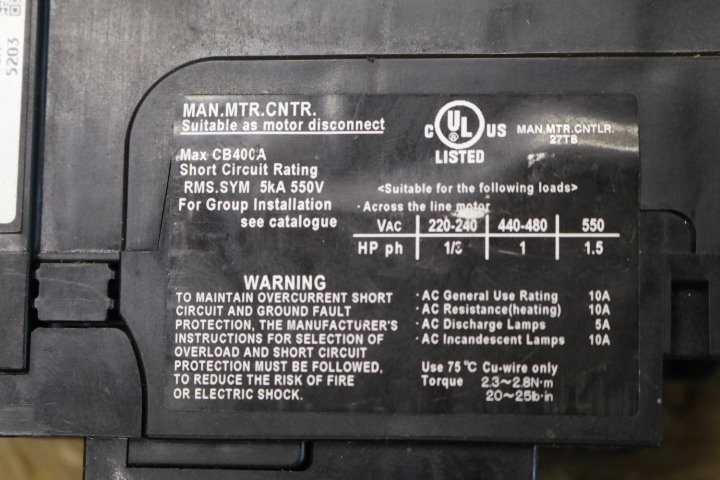 5203
MAN.MTR.CNTR.
Suitable as motor disconnect
C UL US
LISTED
MAN.MTR.CNTLR.
27TB
Max CB400A
Short Circuit Rating
RMS.SYM 5kA 550V
For Group Installation
see catalogue
<Suitable for the following loads>
·Across the line motor
VAC 220-240 440-480 550
HP ph 1/3 1 1.5
WARNING
TO MAINTAIN OVERCURRENT SHORT
CIRCUIT AND GROUND FAULT
PROTECTION, THE MANUFACTURER'S
INSTRUCTIONS FOR SELECTION OF
OVERLOAD AND SHORT CIRCUIT
PROTECTION MUST BE FOLLOWED,
TO REDUCE THE RISK OF FIRE
OR ELECTRIC SHOCK.
·AC General Use Rating 10A
·AC Resistance(heating) 10A
·AC Discharge Lamps 5A
·AC Incandescent Lamps 10A
Use 75℃ Cu-wire only
Torque 2.3~2.8N·m
20~25lb·in